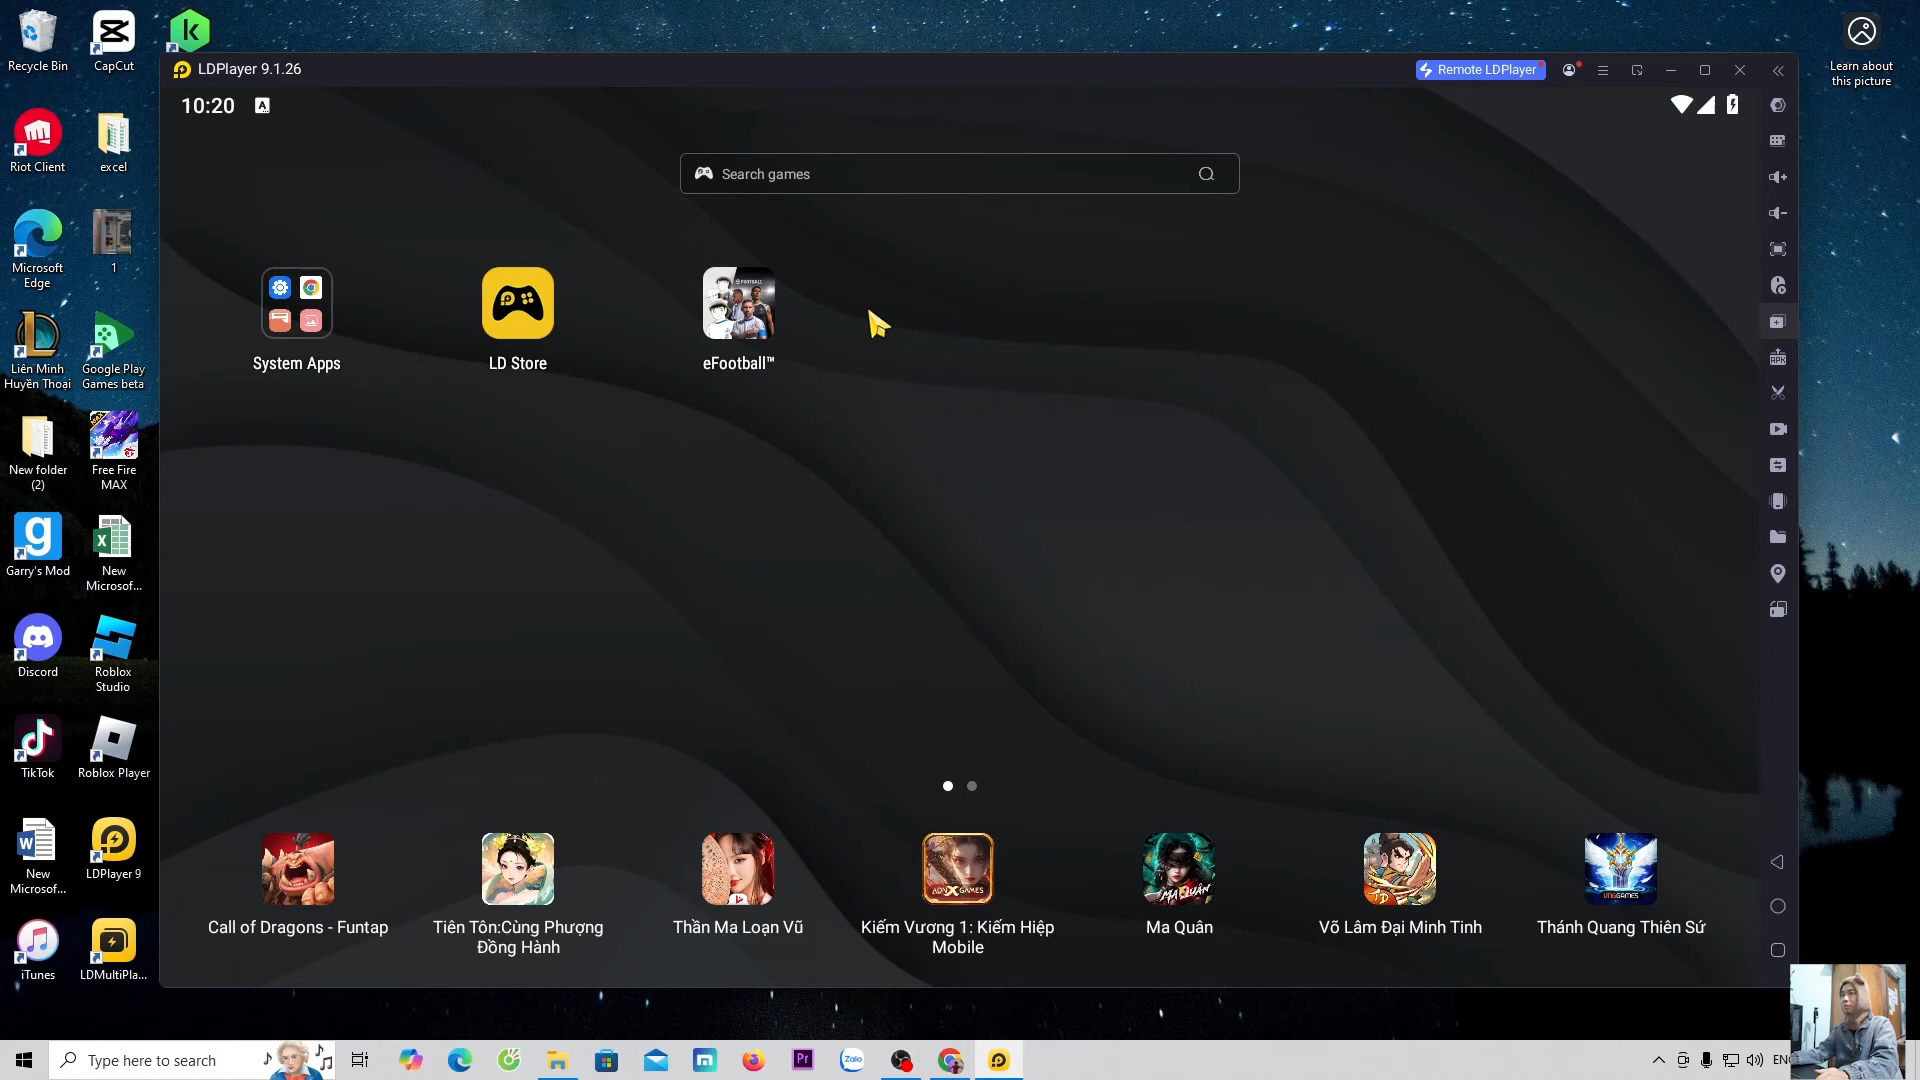 Recycle Bin
CapCut
Learn about
this picture
LDPlayer 9.1.26
Remote LDPlayer
10:20
A
Search games
Riot Client
excel
Microsoft
Edge
1
System Apps
LD Store
eFootball™
Liên Minh
Huyền Thoại
Google Play
Games beta
New folder
(2)
Free Fire
MAX
Garry's Mod
New
Microsof...
Discord
Roblox
Studio
TikTok
Roblox Player
New
Microsof...
LDPlayer 9
iTunes
LDMultiPla...
Call of Dragons - Funtap
Tiên Tôn:Cùng Phượng
Đồng Hành
Thần Ma Loạn Vũ
Kiếm Vương 1: Kiếm Hiệp
Mobile
Ma Quân
Võ Lâm Đại Minh Tinh
Thánh Quang Thiên Sứ
Type here to search
Pr
Zalo